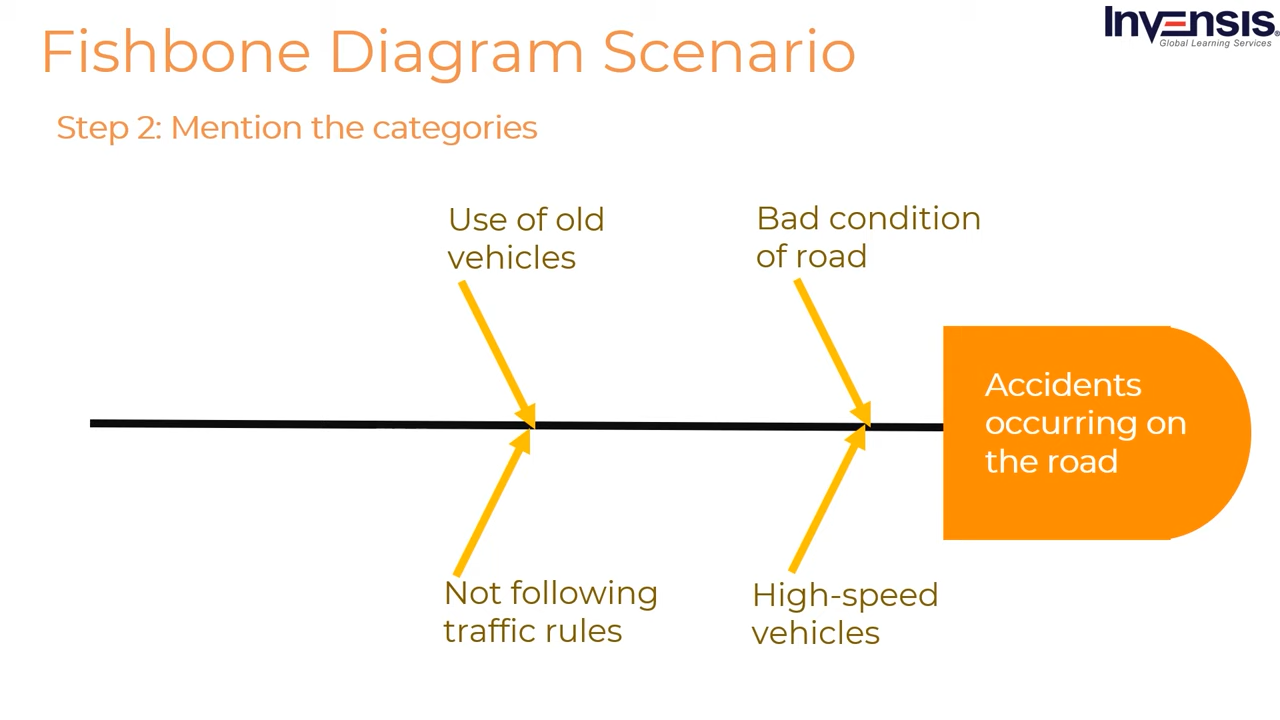 Invensis®
Global Learning Services
Fishbone Diagram Scenario
Step 2: Mention the categories
Use of old
vehicles
Bad condition
of road
Accidents
occurring on
the road
Not following
traffic rules
High-speed
vehicles